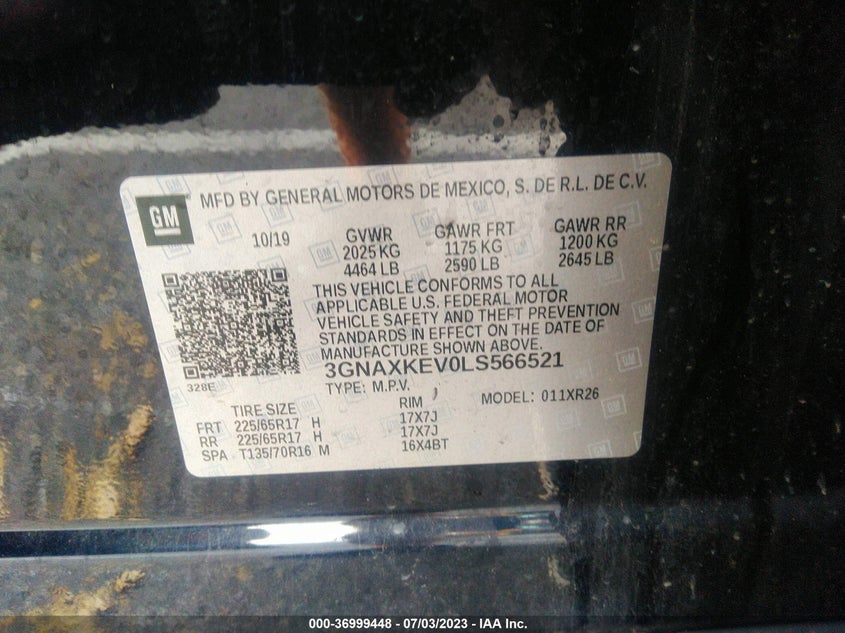 GM
MFD BY GENERAL MOTORS DE MEXICO, S. DE R.L. DE C.V.
10/19 GVWR GAWR FRT GAWR RR
2025 KG 1175 KG 1200 KG
4464 LB 2590 LB 2645 LB
THIS VEHICLE CONFORMS TO ALL
APPLICABLE U.S. FEDERAL MOTOR
VEHICLE SAFETY AND THEFT PREVENTION
STANDARDS IN EFFECT ON THE DATE OF
MANUFACTURE SHOWN ABOVE.
3GNAXKEV0LS566521
328E TYPE: M.P.V. MODEL: 011XR26
TIRE SIZE RIM
FRT 225/65R17 H 17X7J
RR 225/65R17 H 17X7J
SPA T135/70R16 M 16X4BT
000-36999448 - 07/03/2023 - IAA Inc.